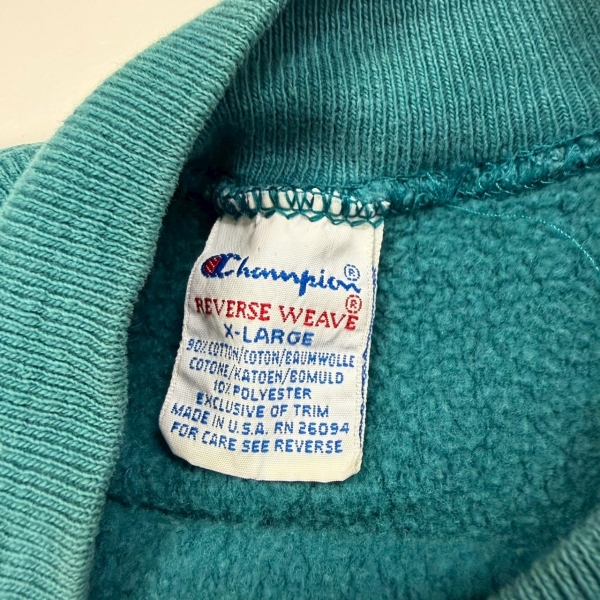 Champion®
REVERSE WEAVE®
X-LARGE
90% COTTON/COTON/BAUMWOLLE
COTONE/KATOEN/BOMULD
10% POLYESTER
EXCLUSIVE OF TRIM
MADE IN U.S.A. RN 26094
FOR CARE SEE REVERSE